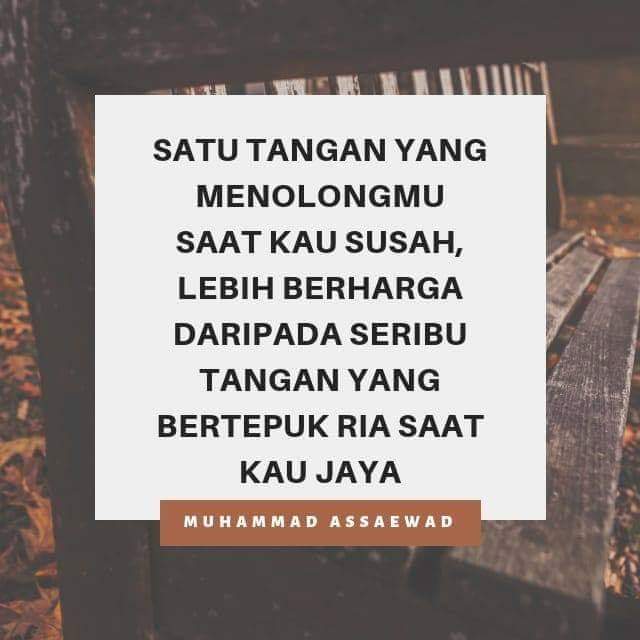 SATU TANGAN YANG
MENOLONGMU
SAAT KAU SUSAH,
LEBIH BERHARGA
DARIPADA SERIBU
TANGAN YANG
BERTEPUK RIA SAAT
KAU JAYA
MUHAMMAD ASSAEWAD